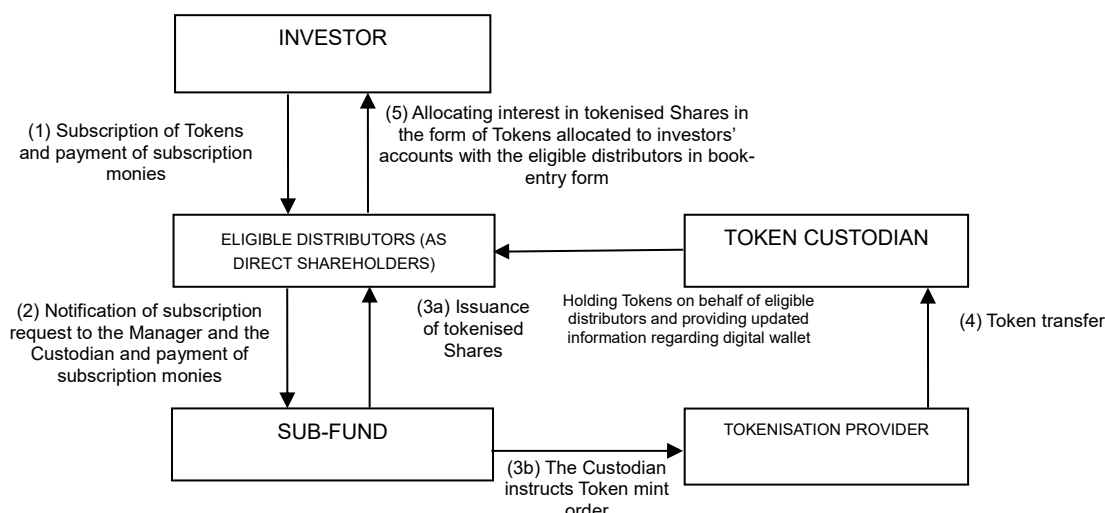 INVESTOR
(1) Subscription of Tokens
and payment of subscription
monies
(5) Allocating interest in tokenised Shares in
the form of Tokens allocated to investors’
accounts with the eligible distributors in book-
entry form
ELIGIBLE DISTRIBUTORS (AS
DIRECT SHAREHOLDERS)
TOKEN CUSTODIAN
(2) Notification of subscription
request to the Manager and the
Custodian and payment of
subscription monies
(3a) Issuance
of tokenised
Shares
Holding Tokens on behalf of eligible
distributors and providing updated
information regarding digital wallet
(4) Token transfer
SUB-FUND
TOKENISATION PROVIDER
(3b) The Custodian
instructs Token mint
order